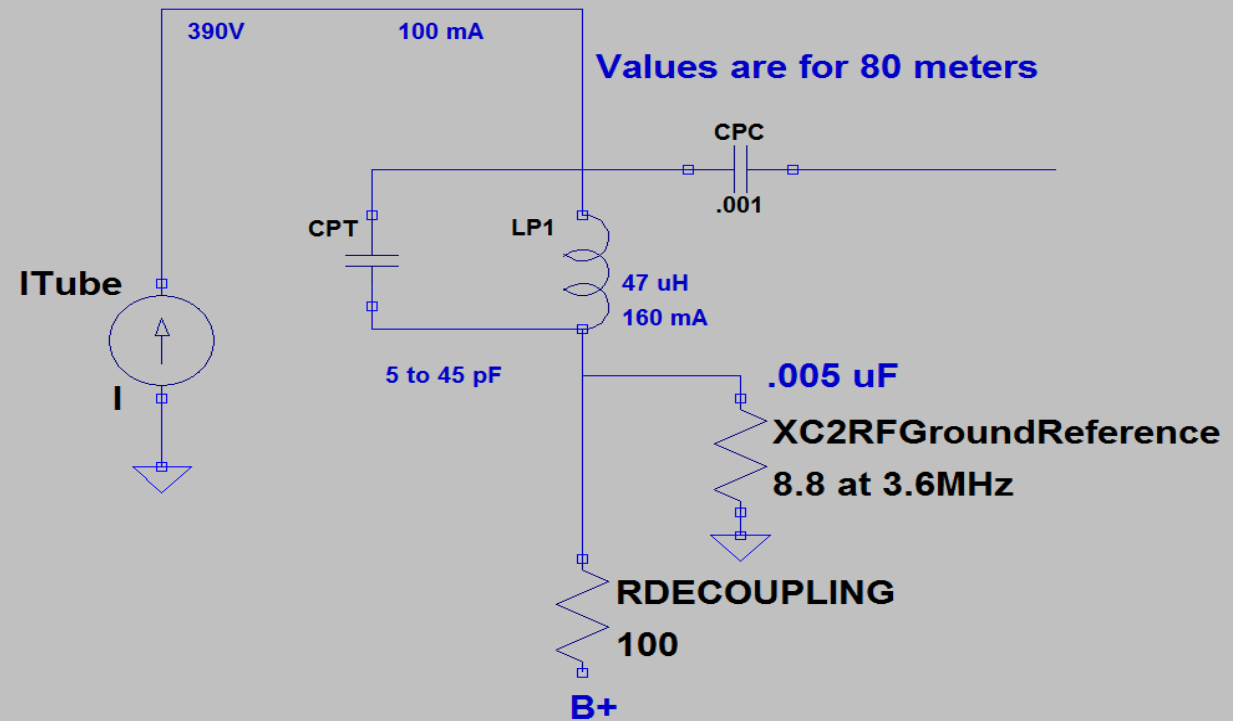 390V
100 mA
Values are for 80 meters
CPC
.001
CPT
LP1
ITube
47 uH
160 mA
5 to 45 pF
.005 uF
I
XC2RFGroundReference
8.8 at 3.6MHz
RDECOUPLING
100
B+